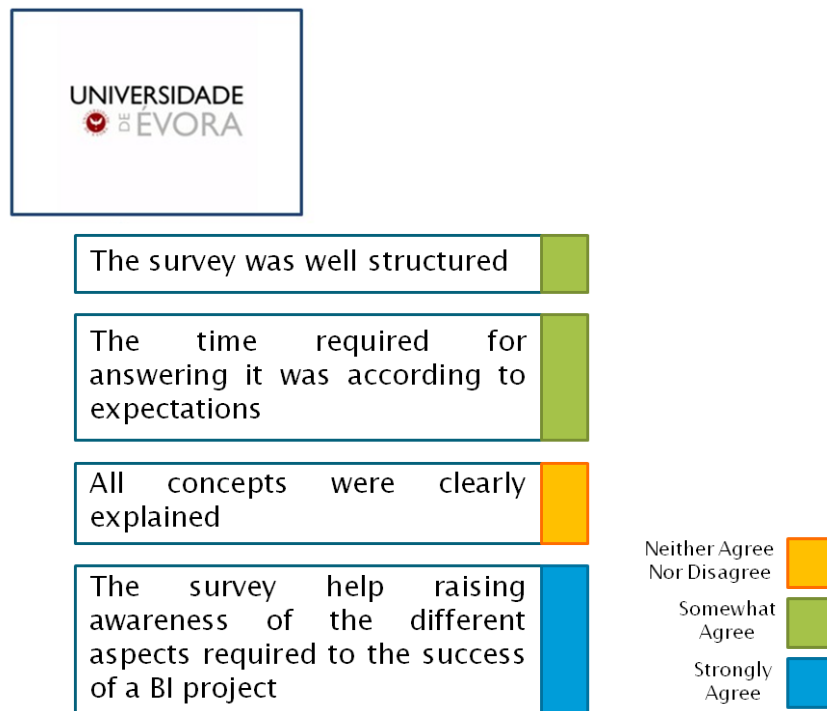 UNIVERSIDADE
DE ÉVORA
The survey was well structured
The time required for
answering it was according to
expectations
All concepts were clearly
explained
The survey help raising
awareness of the different
aspects required to the success
of a BI project
Neither Agree
Nor Disagree
Somewhat
Agree
Strongly
Agree